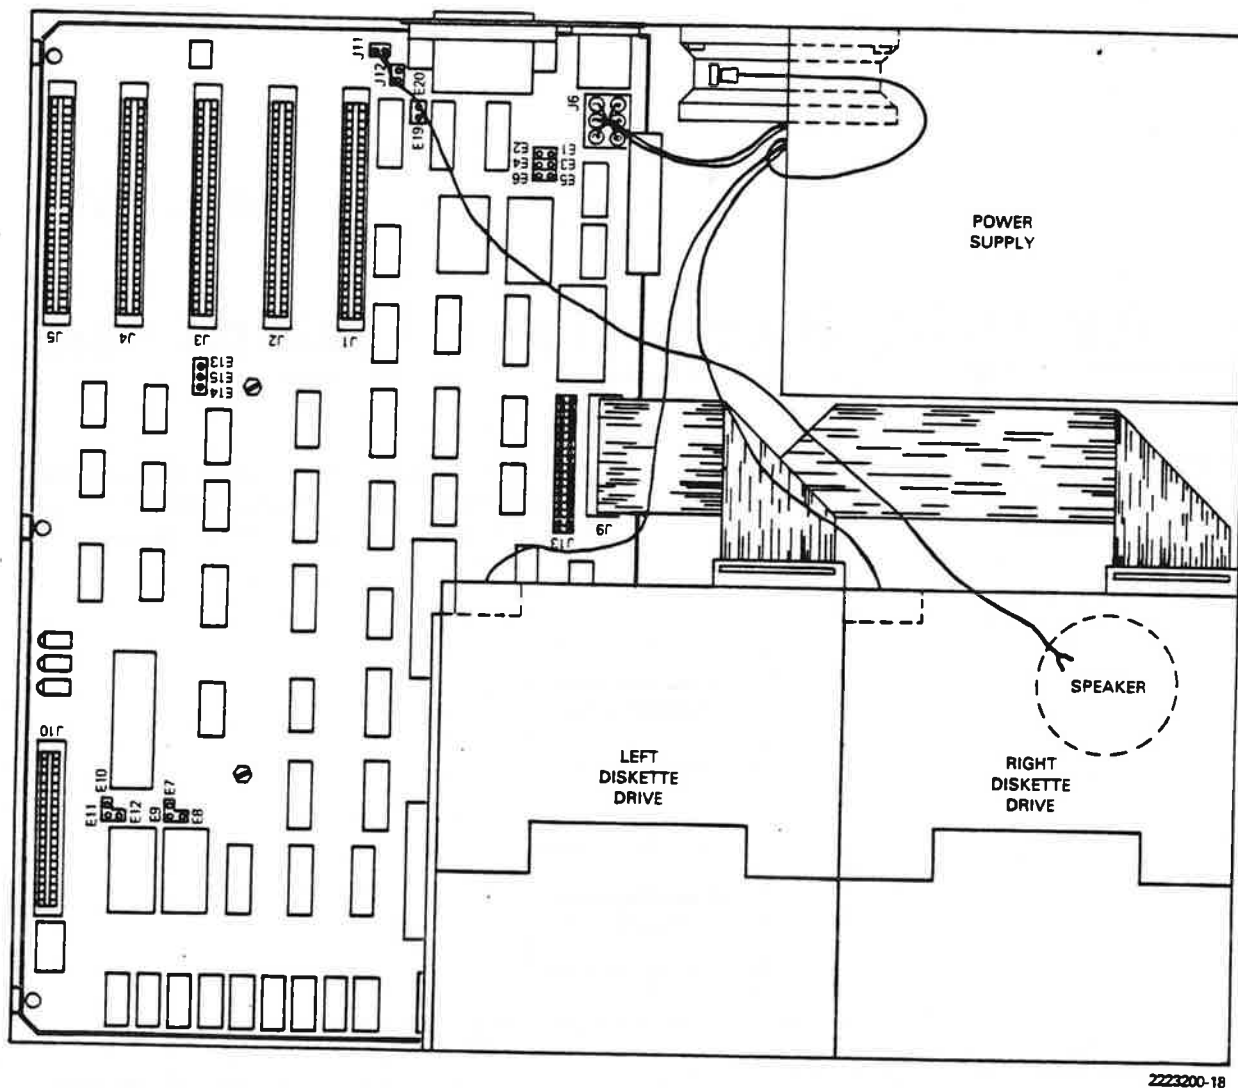 J11
J12
E20
E19
J6
E2
E1
E4
E3
E6
E5
POWER
SUPPLY
J5
J4
J3
J2
J1
E13
E15
E14
J13
J9
SPEAKER
J10
LEFT
DISKETTE
DRIVE
RIGHT
DISKETTE
DRIVE
E10
E11
E12
E7
E9
E8
2223200-18